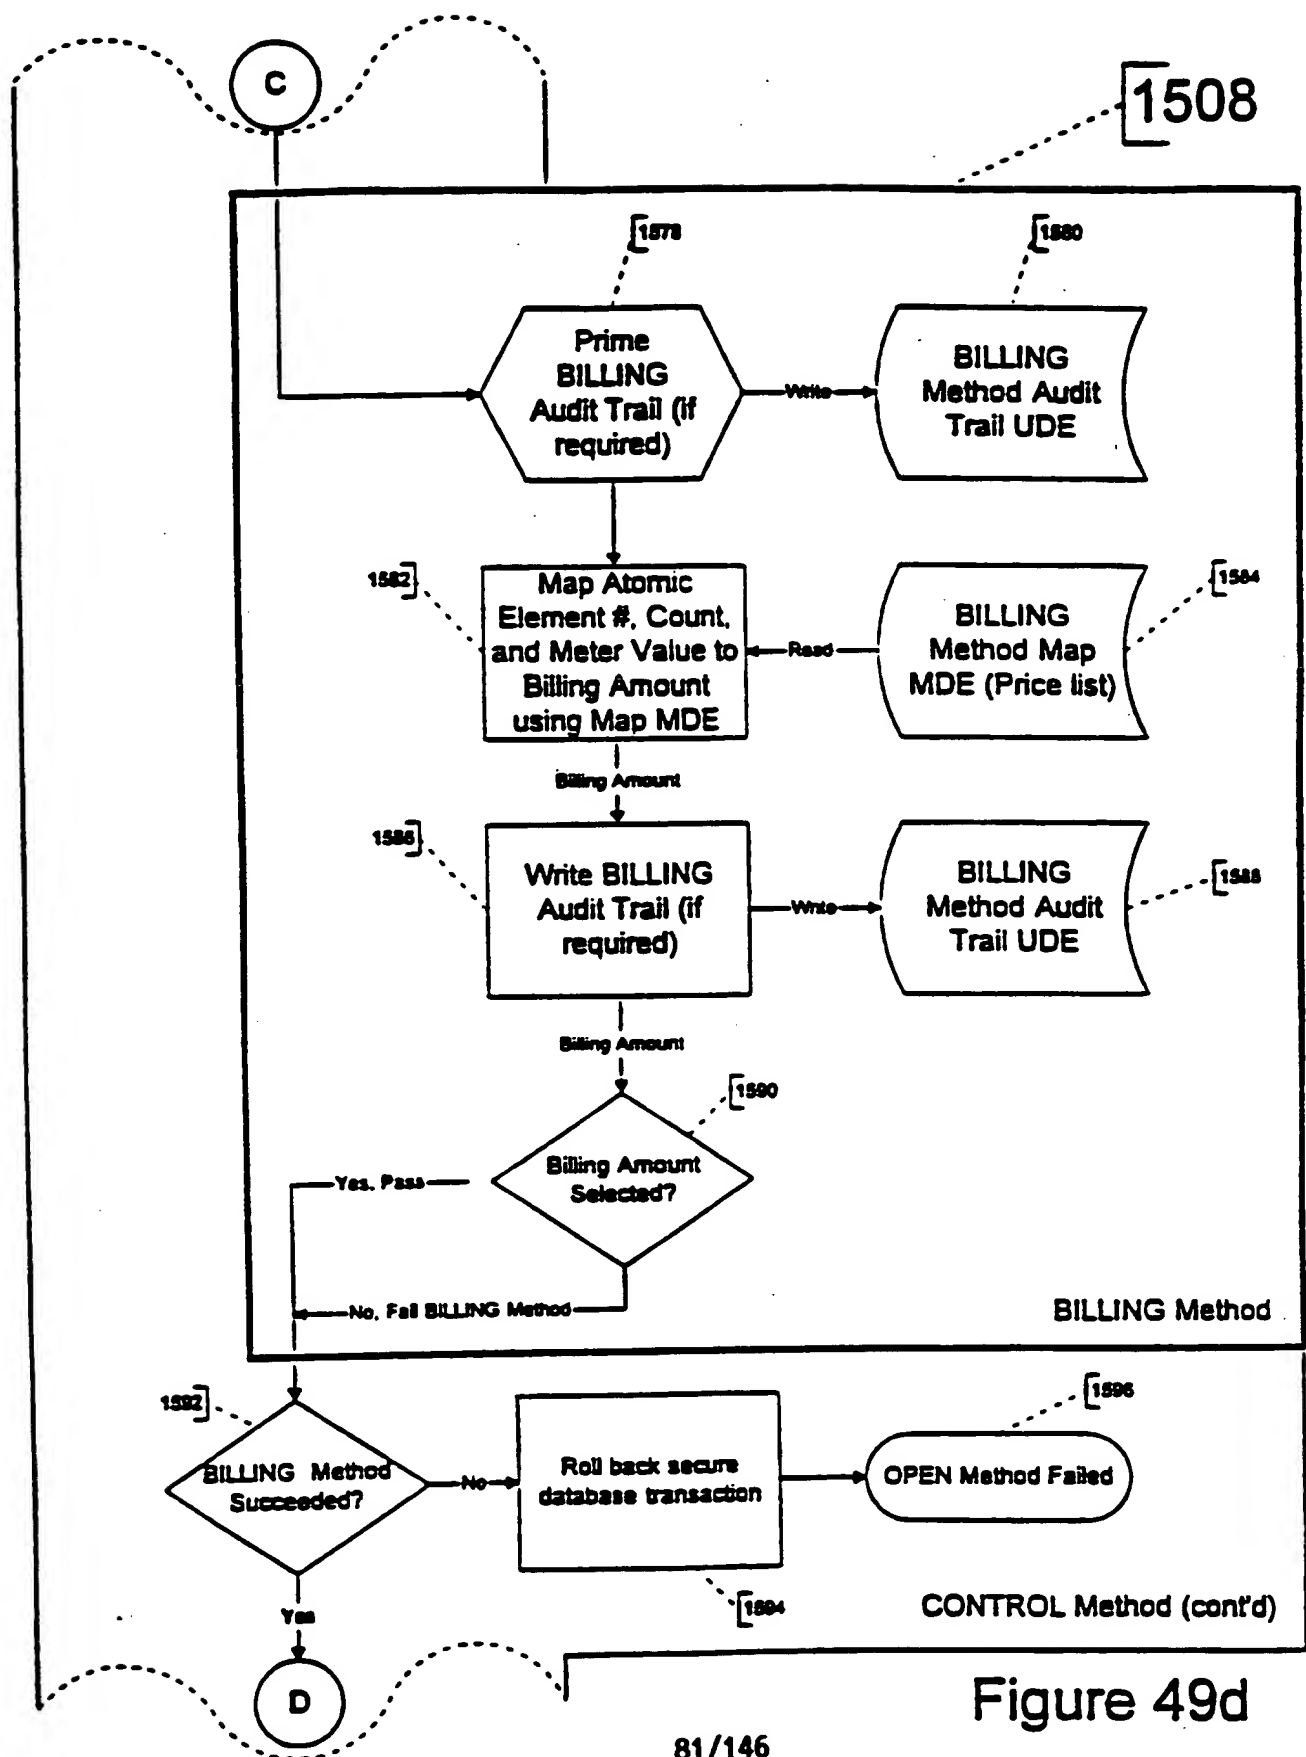 C
1508
1578
1580
Prime
BILLING
Audit Trail (if
required)
Write
BILLING
Method Audit
Trail UDE
1582
Map Atomic
Element #, Count,
and Meter Value to
Billing Amount
using Map MDE
Read
BILLING
Method Map
MDE (Price list)
1584
Billing Amount
1586
Write BILLING
Audit Trail (if
required)
Write
BILLING
Method Audit
Trail UDE
1588
Billing Amount
1590
Billing Amount
Selected?
Yes, Pass
No, Fail BILLING Method
BILLING Method
1592
BILLING Method
Succeeded?
No
Roll back secure
database transaction
1596
OPEN Method Failed
Yes
1594
CONTROL Method (cont'd)
D
Figure 49d
81/146